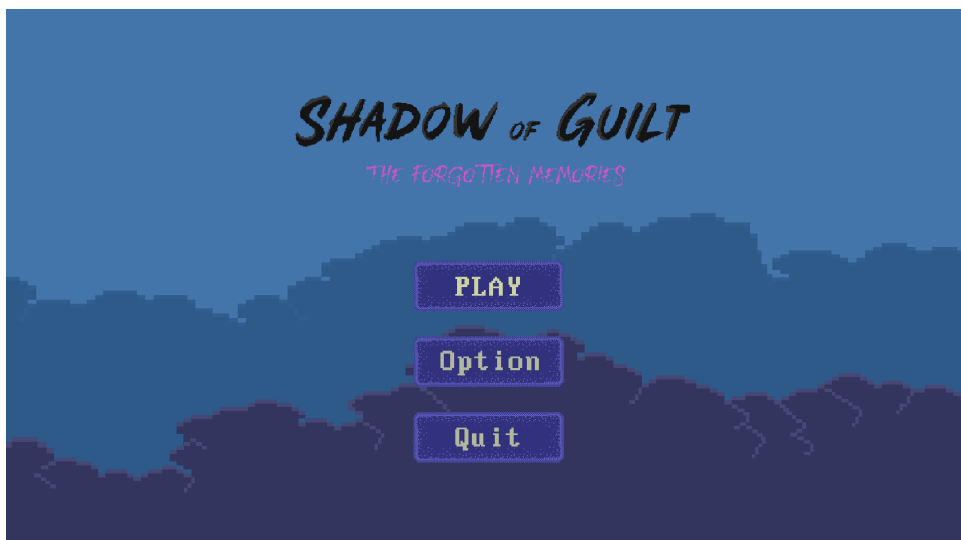 SHADOW OF GUILT
THE FORGOTTEN MEMORIES
PLAY
Option
Quit